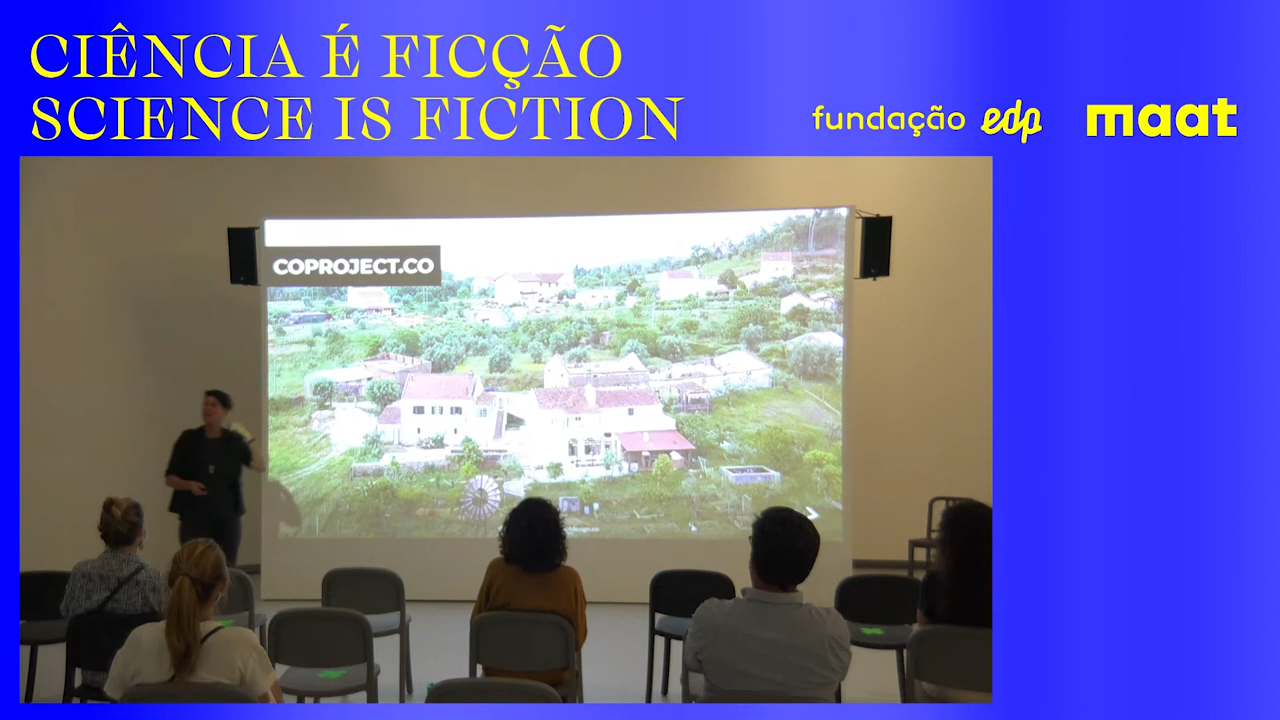 CIÊNCIA É FICÇÃO
SCIENCE IS FICTION
fundação edp maat
COPROJECT.CO